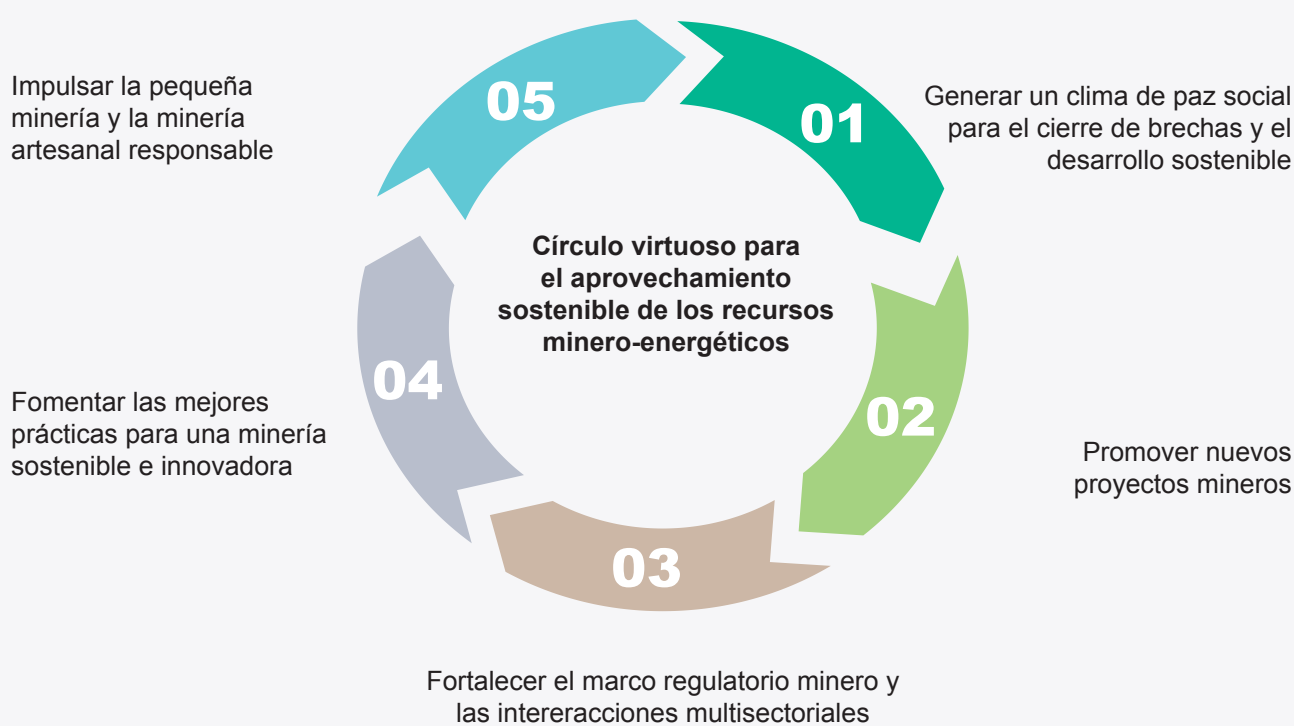 Círculo virtuoso para
el aprovechamiento
sostenible de los recursos
minero-energéticos
01
Generar un clima de paz social
para el cierre de brechas y el
desarrollo sostenible
02
Promover nuevos
proyectos mineros
03
Fortalecer el marco regulatorio minero y
las intereracciones multisectoriales
04
Fomentar las mejores
prácticas para una minería
sostenible e innovadora
05
Impulsar la pequeña
minería y la minería
artesanal responsable